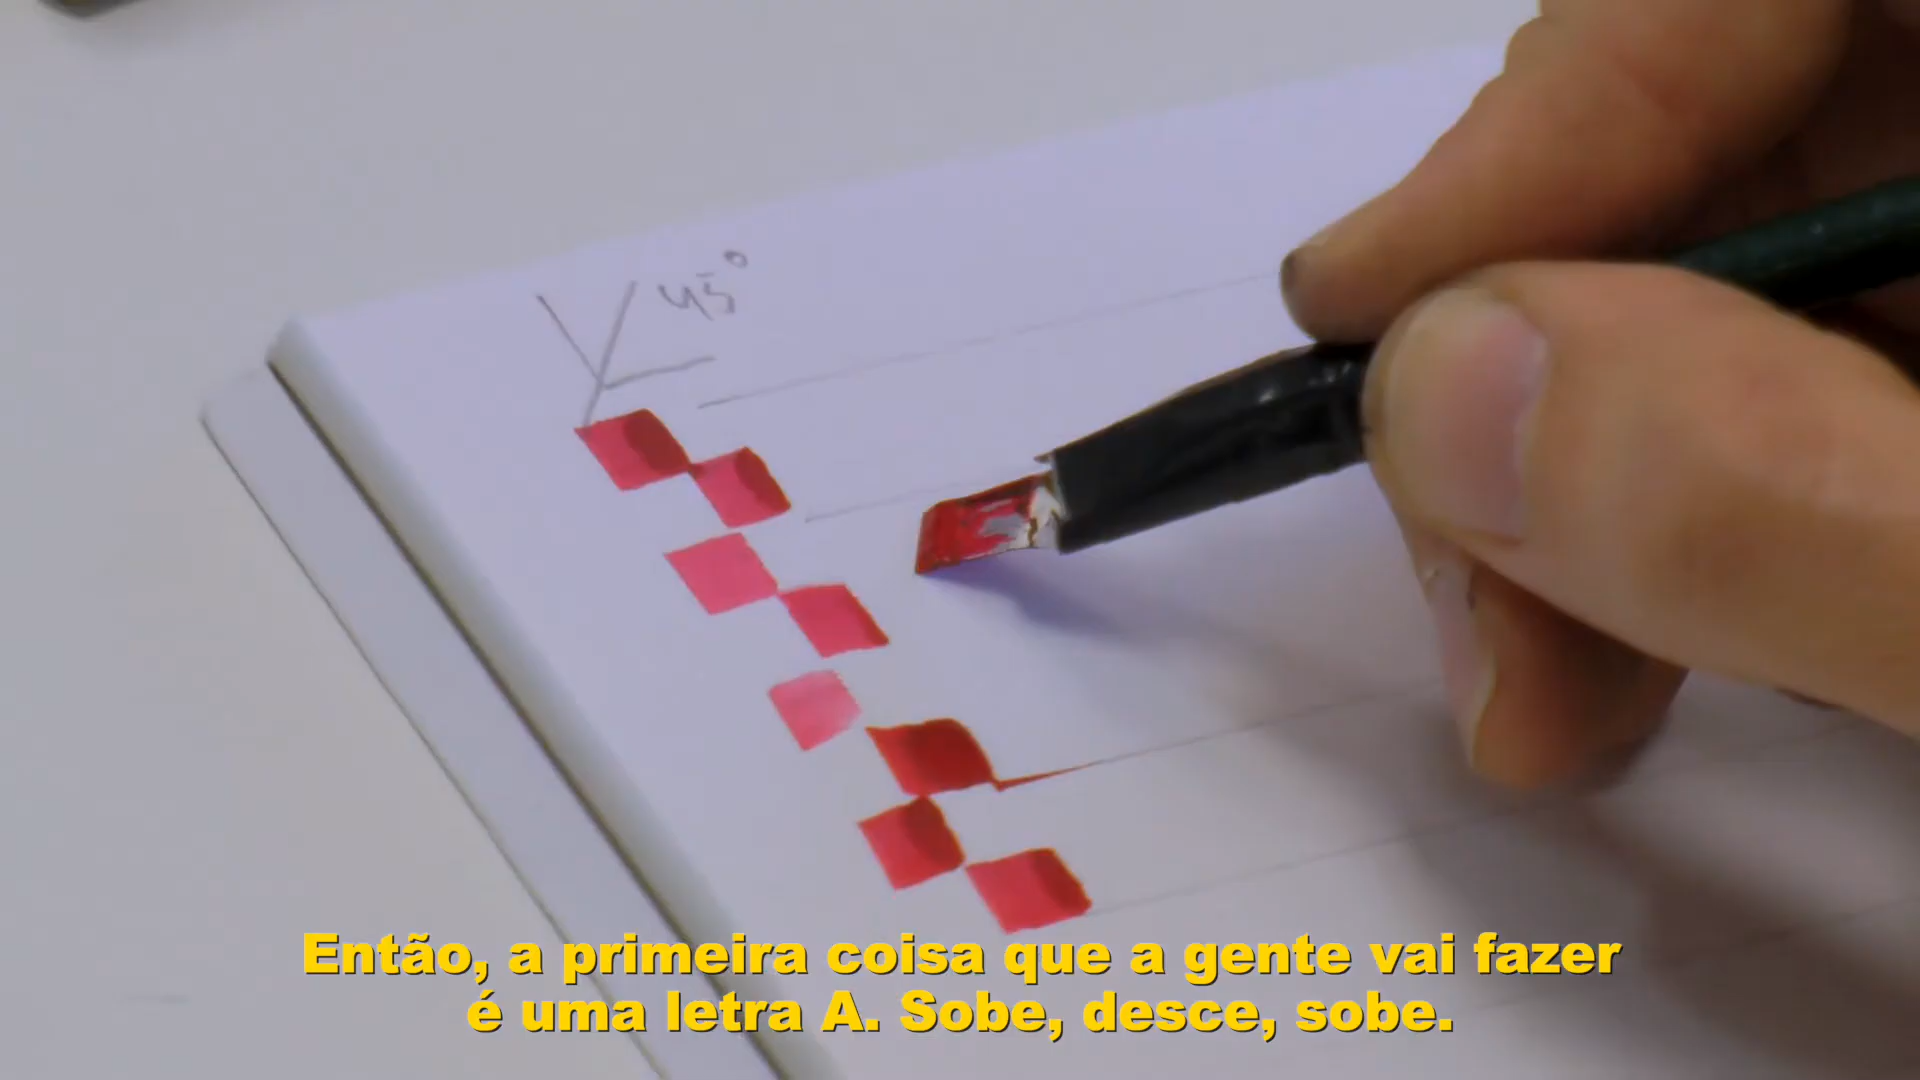 45°
Então, a primeira coisa que a gente vai fazer
é uma letra A. Sobe, desce, sobe.